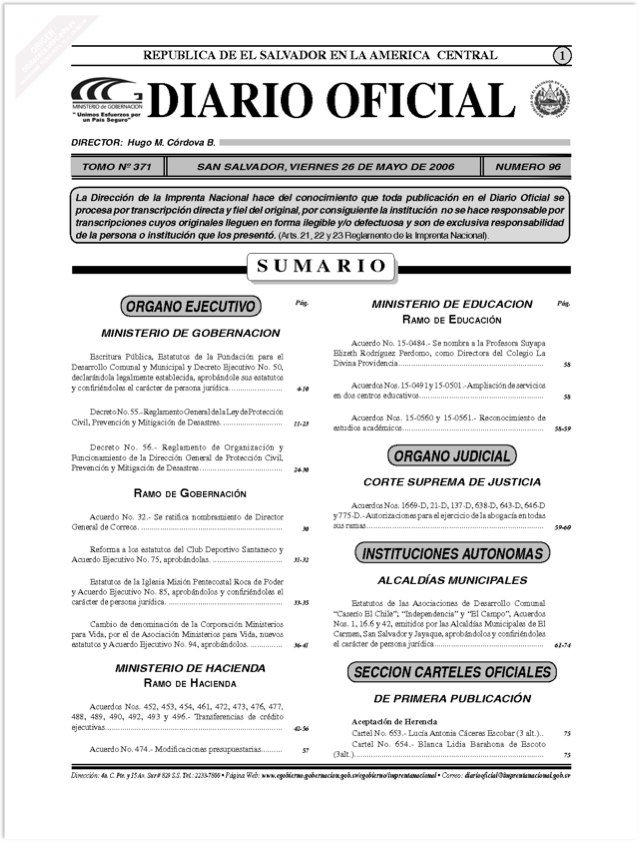 REPUBLICA DE EL SALVADOR EN LA AMERICA CENTRAL
1
MINISTERIO de GOBERNACION
" Unimos Esfuerzos por
un País Seguro"
DIARIO OFICIAL
DIRECTOR: Hugo M. Córdova B.
TOMO Nº 371
SAN SALVADOR, VIERNES 26 DE MAYO DE 2006
NUMERO 96
La Dirección de la Imprenta Nacional hace del conocimiento que toda publicación en el Diario Oficial se
procesa por transcripción directa y fiel del original, por consiguiente la institución no se hace responsable por
transcripciones cuyos originales lleguen en forma ilegible y/o defectuosa y son de exclusiva responsabilidad
de la persona o institución que los presentó. (Arts. 21, 22 y 23 Reglamento de la Imprenta Nacional).
SUMARIO
ORGANO EJECUTIVO
Pág.
MINISTERIO DE GOBERNACION
Escritura Pública, Estatutos de la Fundación para el
Desarrollo Comunal y Municipal y Decreto Ejecutivo No. 50,
declarándola legalmente establecida, aprobándole sus estatutos
y confiriéndoles el carácter de persona jurídica. 4-10
Decreto No. 55.- Reglamento General de la Ley de Protección
Civil, Prevención y Mitigación de Desastres. 11-23
Decreto No. 56.- Reglamento de Organización y
Funcionamiento de la Dirección General de Protección Civil,
Prevención y Mitigación de Desastres. 24-30
RAMO DE GOBERNACIÓN
Acuerdo No. 32.- Se ratifica nombramiento de Director
General de Correos. 30
Reforma a los estatutos del Club Deportivo Santaneco y
Acuerdo Ejecutivo No. 75, aprobándolas. 31-32
Estatutos de la Iglesia Misión Pentecostal Roca de Poder
y Acuerdo Ejecutivo No. 85, aprobándolos y confiriéndoles el
carácter de persona jurídica. 33-35
Cambio de denominación de la Corporación Ministerios
para Vida, por el de Asociación Ministerios para Vida, nuevos
estatutos y Acuerdo Ejecutivo No. 94, aprobándolos. 36-42
MINISTERIO DE HACIENDA
RAMO DE HACIENDA
Acuerdos Nos. 452, 453, 454, 461, 472, 473, 476, 477,
488, 489, 490, 492, 493 y 496.- Transferencias de crédito
ejecutivas. 42-56
Acuerdo No. 474.- Modificaciones presupuestarias. 57
MINISTERIO DE EDUCACION
Pág.
RAMO DE EDUCACIÓN
Acuerdo No. 15-0484.- Se nombra a la Profesora Suyapa
Elizeth Rodríguez Perdomo, como Directora del Colegio La
Divina Providencia. 58
Acuerdos Nos. 15-0491 y 15-0501.- Ampliación de servicios
en dos centros educativos. 58
Acuerdos Nos. 15-0560 y 15-0561.- Reconocimiento de
estudios académicos. 58-59
ORGANO JUDICIAL
CORTE SUPREMA DE JUSTICIA
Acuerdos Nos. 1669-D, 21-D, 137-D, 638-D, 643-D, 646-D
y 775-D.- Autorizaciones para el ejercicio de la abogacía en todas
sus ramas. 59-60
INSTITUCIONES AUTONOMAS
ALCALDÍAS MUNICIPALES
Estatutos de las Asociaciones de Desarrollo Comunal
"Caserío El Chile"; "Independencia" y "El Campo", Acuerdos
Nos. 1, 16.6 y 42, emitidos por las Alcaldías Municipales de El
Carmen, San Salvador y Jayaque, aprobándolos y confiriéndoles
el carácter de persona jurídica. 61-74
SECCION CARTELES OFICIALES
DE PRIMERA PUBLICACIÓN
Aceptación de Herencia
Cartel No. 653.- Lucía Antonia Cáceres Escobar (3 alt.).. 75
Cartel No. 654.- Blanca Lidia Barahona de Escoto
(3alt.). 75
Dirección: 4a. C. Pte. y 15 Av. Sur # 829 S.S. Tel.: 2233-7800 • Página Web: www.egobierno.gobernacion.gob.sv/egobierno/imprentanacional • Correo: diariooficial@imprentanacional.gob.sv